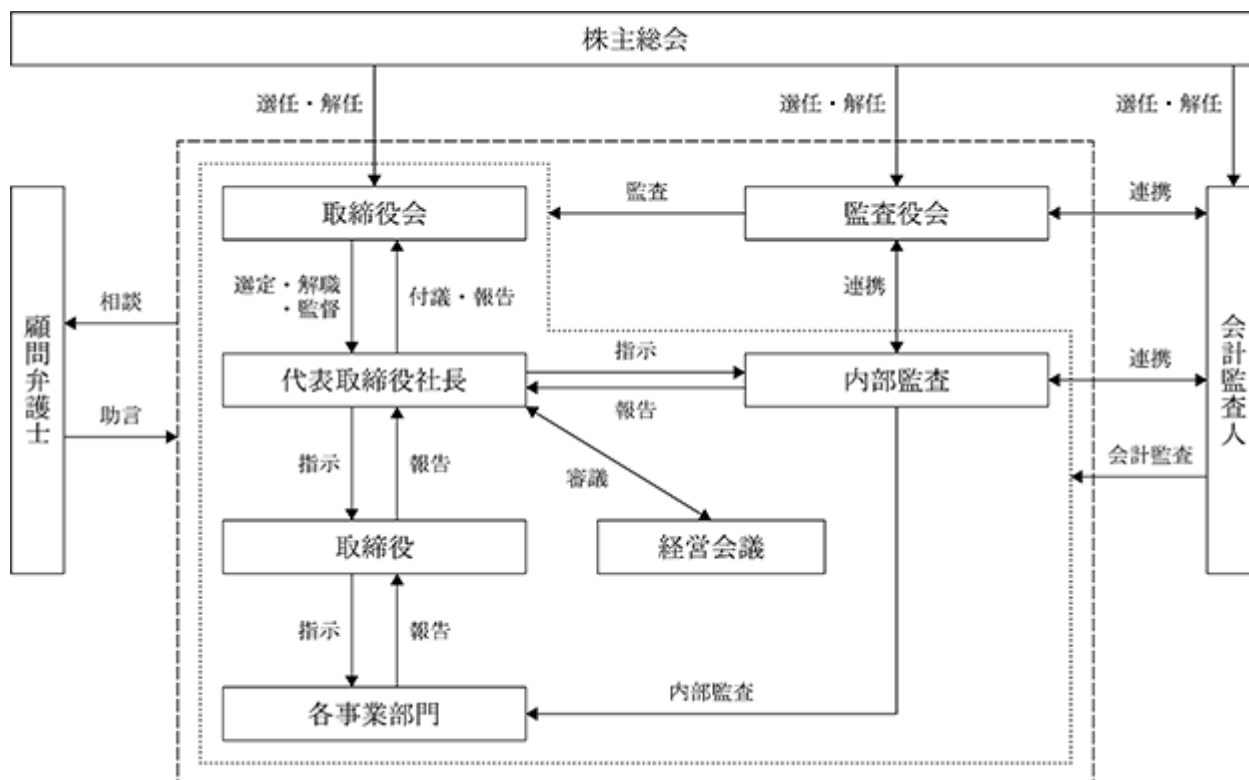 株主総会
選任・解任
選任・解任
選任・解任
取締役会
監査
監査役会
連携
選定・解職
・監督
付議・報告
連携
相談
顧問弁護士
助言
代表取締役社長
指示
報告
内部監査
連携
会計監査人
会計監査
指示
報告
審議
取締役
経営会議
指示
報告
内部監査
各事業部門